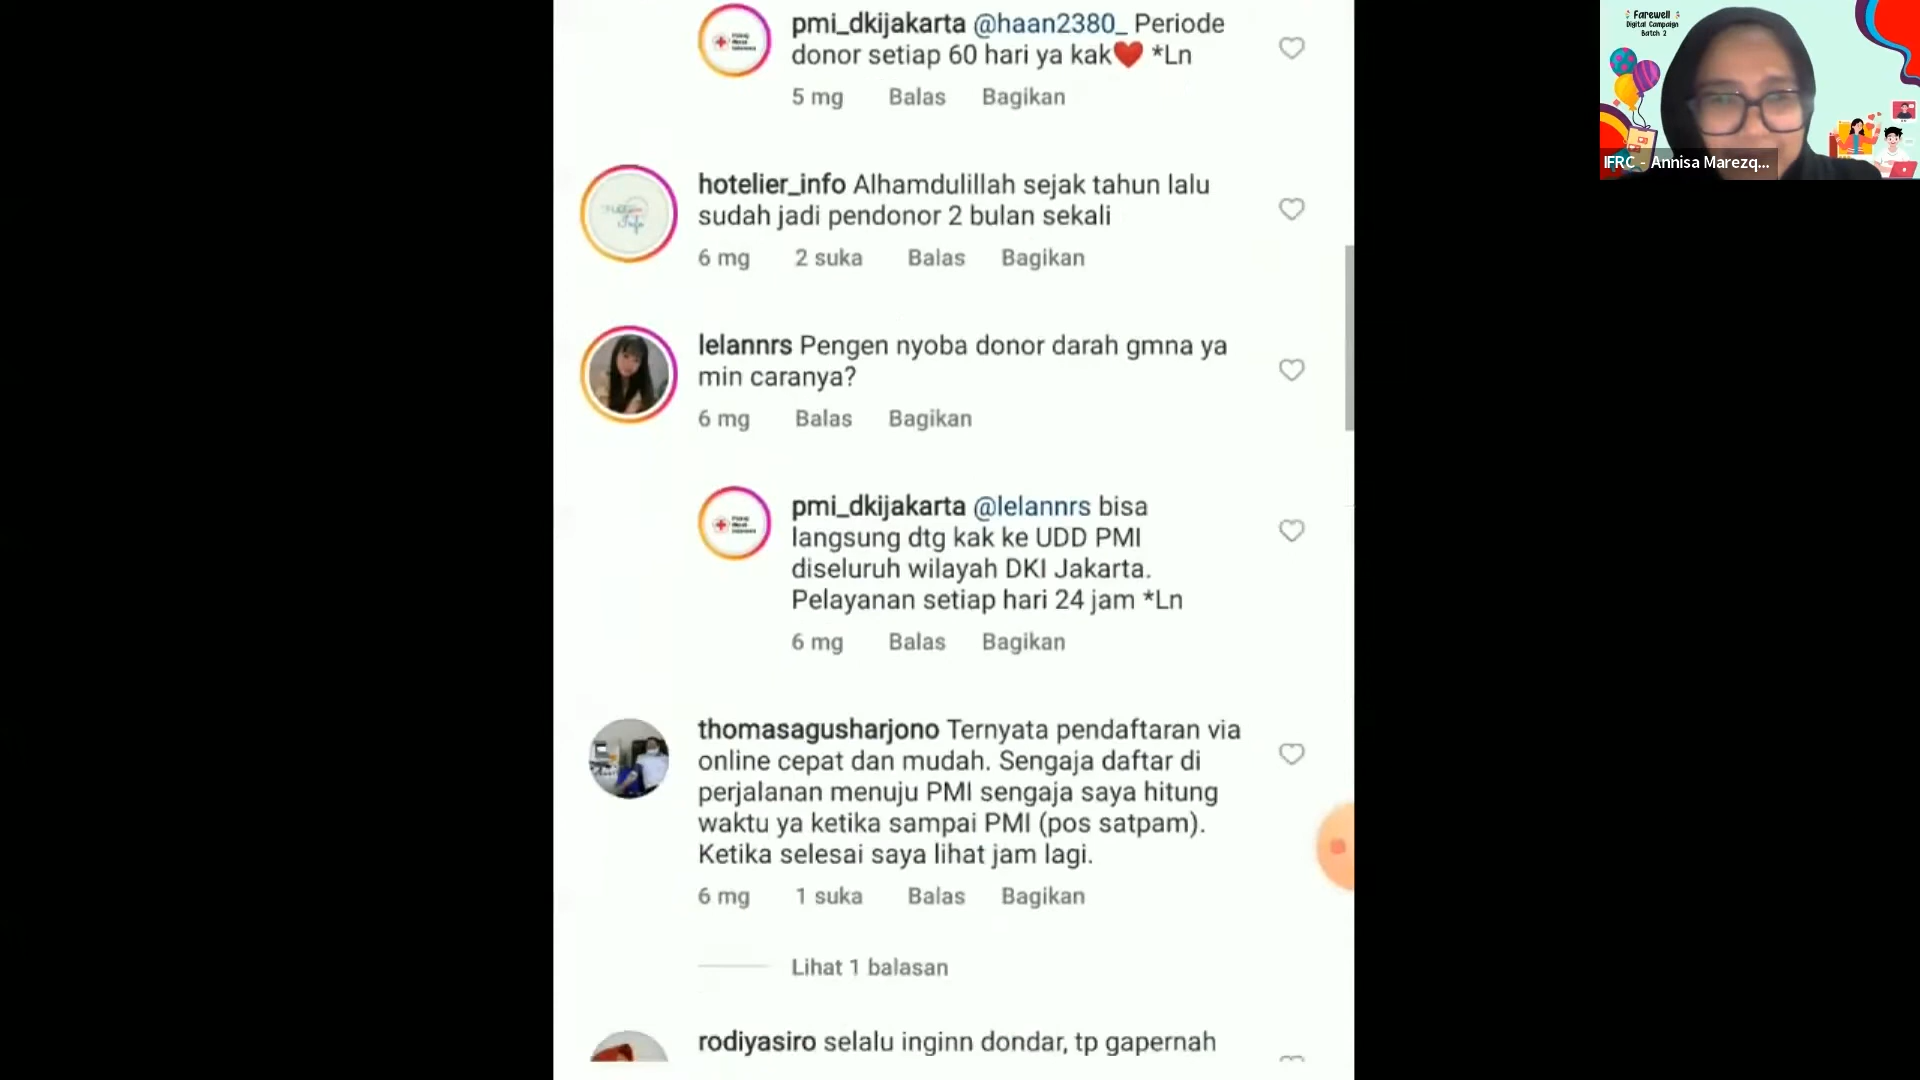 pmi_dkijakarta @haan2380_ Periode
donor setiap 60 hari ya kak❤️ *Ln
5 mg Balas Bagikan
hotelier_info Alhamdulillah sejak tahun lalu
sudah jadi pendonor 2 bulan sekali
6 mg 2 suka Balas Bagikan
lelannrs Pengen nyoba donor darah gmna ya
min caranya?
6 mg Balas Bagikan
pmi_dkijakarta @lelannrs bisa
langsung dtg kak ke UDD PMI
diseluruh wilayah DKI Jakarta.
Pelayanan setiap hari 24 jam *Ln
6 mg Balas Bagikan
thomasagusharjono Ternyata pendaftaran via
online cepat dan mudah. Sengaja daftar di
perjalanan menuju PMI sengaja saya hitung
waktu ya ketika sampai PMI (pos satpam).
Ketika selesai saya lihat jam lagi.
6 mg 1 suka Balas Bagikan
Lihat 1 balasan
rodiyasiro selalu inginn dondar, tp gapernah
Farewell
Digital Campaign
Batch 2
IFRC - Annisa Marezq...